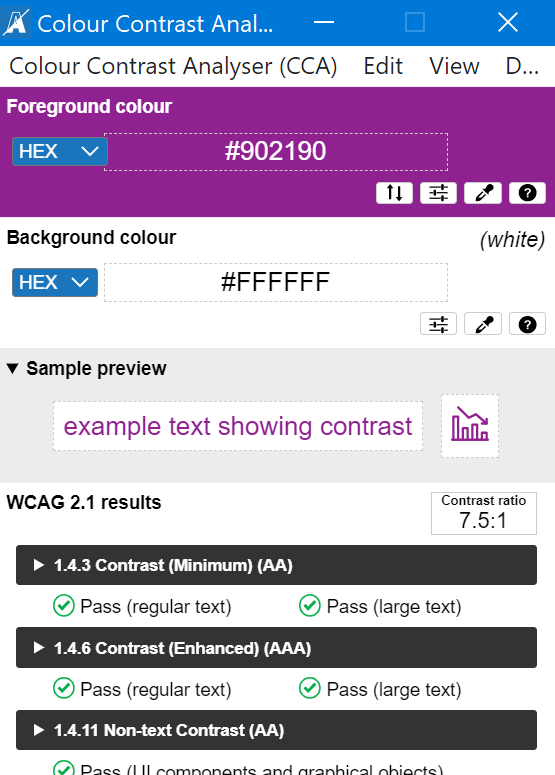 Colour Contrast Anal...
Colour Contrast Analyser (CCA) Edit View D...
Foreground colour
HEX #902190
Background colour (white)
HEX #FFFFFF
Sample preview
example text showing contrast
WCAG 2.1 results
Contrast ratio
7.5:1
1.4.3 Contrast (Minimum) (AA)
Pass (regular text) Pass (large text)
1.4.6 Contrast (Enhanced) (AAA)
Pass (regular text) Pass (large text)
1.4.11 Non-text Contrast (AA)
Pass (UI components and graphical objects)